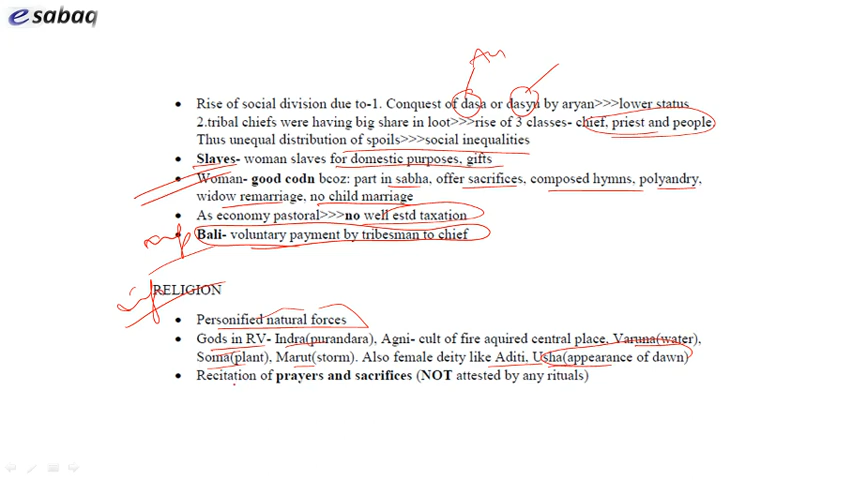 esabaq
• Rise of social division due to-1. Conquest of dasa or dasyu by aryan>>>lower status
2.tribal chiefs were having big share in loot>>>rise of 3 classes- chief, priest and people
Thus unequal distribution of spoils>>>social inequalities
• Slaves- woman slaves for domestic purposes, gifts
• Woman- good codn bcoz: part in sabha, offer sacrifices, composed hymns, polyandry,
widow remarriage, no child marriage
• As economy pastoral>>>no well estd taxation
• Bali- voluntary payment by tribesman to chief
RELIGION
• Personified natural forces
• Gods in RV- Indra(purandara), Agni- cult of fire aquired central place, Varuna(water),
Soma(plant), Marut(storm). Also female deity like Aditi, Usha(appearance of dawn)
• Recitation of prayers and sacrifices (NOT attested by any rituals)